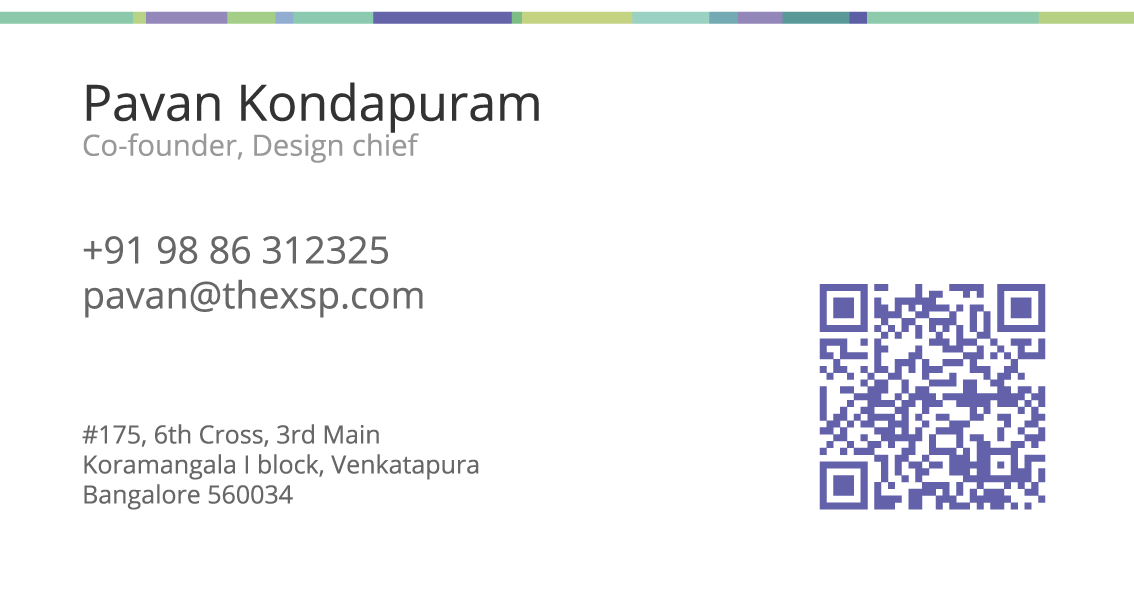 Pavan Kondapuram
Co-founder, Design chief
+91 98 86 312325
pavan@thexsp.com
#175, 6th Cross, 3rd Main
Koramangala I block, Venkatapura
Bangalore 560034